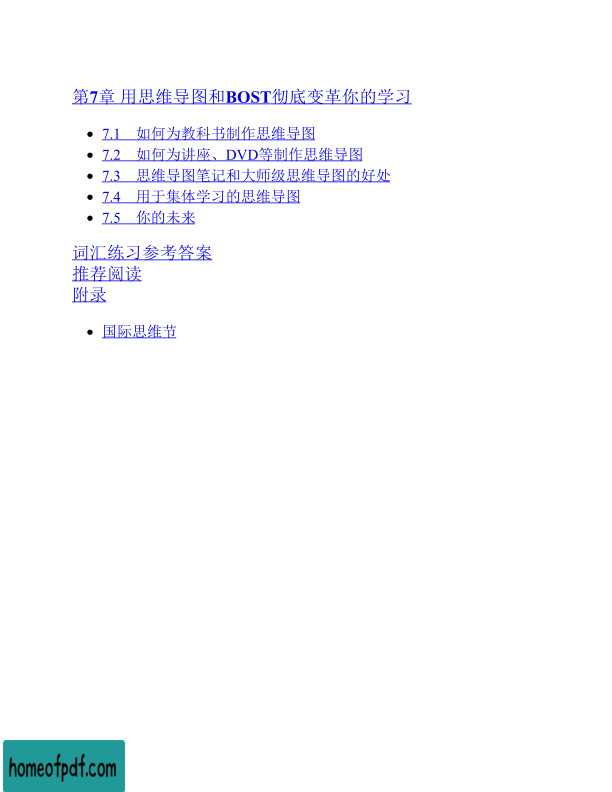 第7章 用思维导图和BOST彻底变革你的学习
7.1 如何为教科书制作思维导图
7.2 如何为讲座、DVD等制作思维导图
7.3 思维导图笔记和大师级思维导图的好处
7.4 用于集体学习的思维导图
7.5 你的未来
词汇练习参考答案
推荐阅读
附录
国际思维节
homeofpdf.com